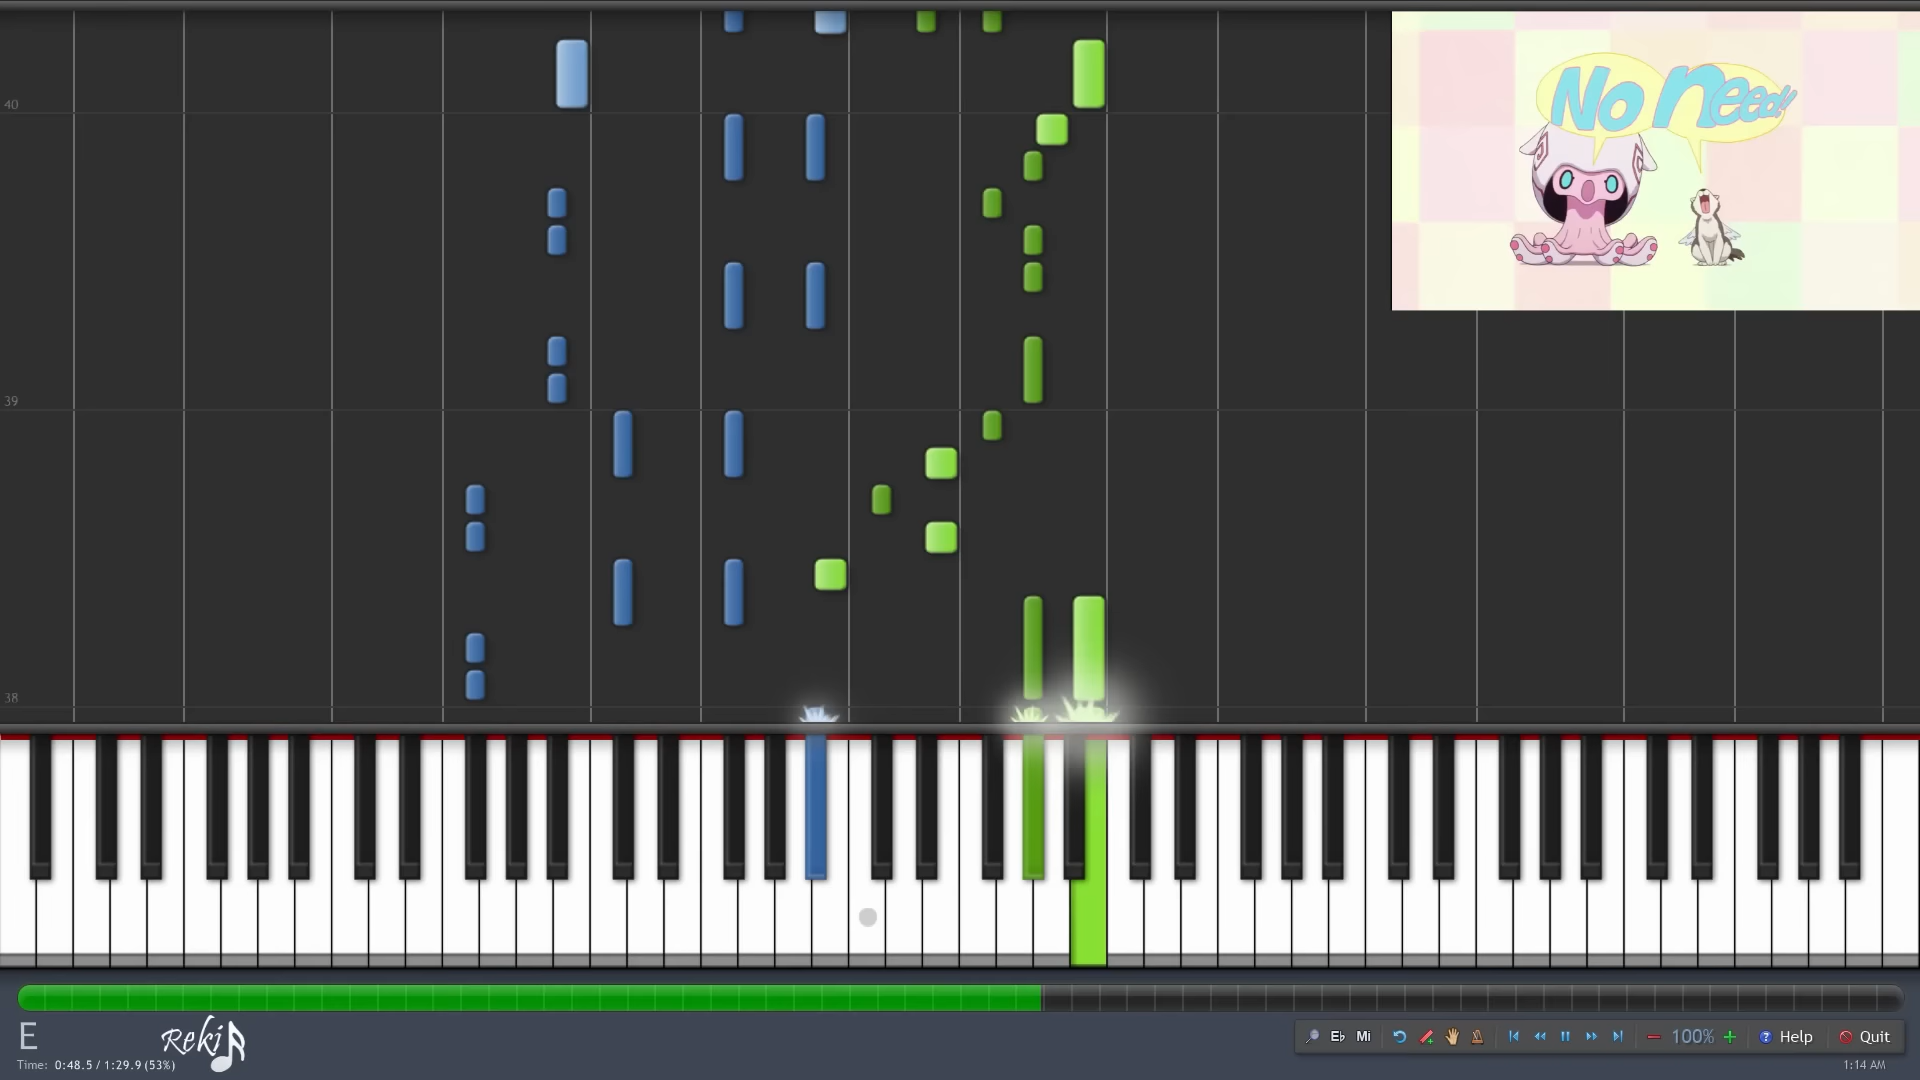 No need!!
40
39
38
E
Reki
Time: 0:48.5 / 1:29.9 (53%)
Eb Mi
100%
Help
Quit
1:14 AM